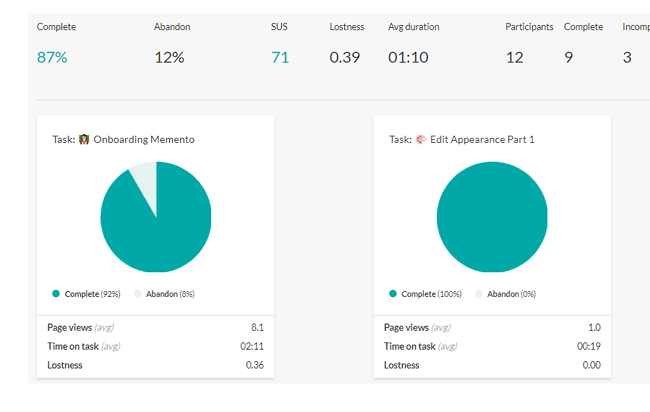 Complete Abandon SUS Lostness Avg duration Participants Complete Incomp
87% 12% 71 0.39 01:10 12 9 3
Task: Onboarding Memento
Complete (92%) Abandon (8%)
Page views (avg) 8.1
Time on task (avg) 02:11
Lostness 0.36
Task: Edit Appearance Part 1
Complete (100%) Abandon (0%)
Page views (avg) 1.0
Time on task (avg) 00:19
Lostness 0.00